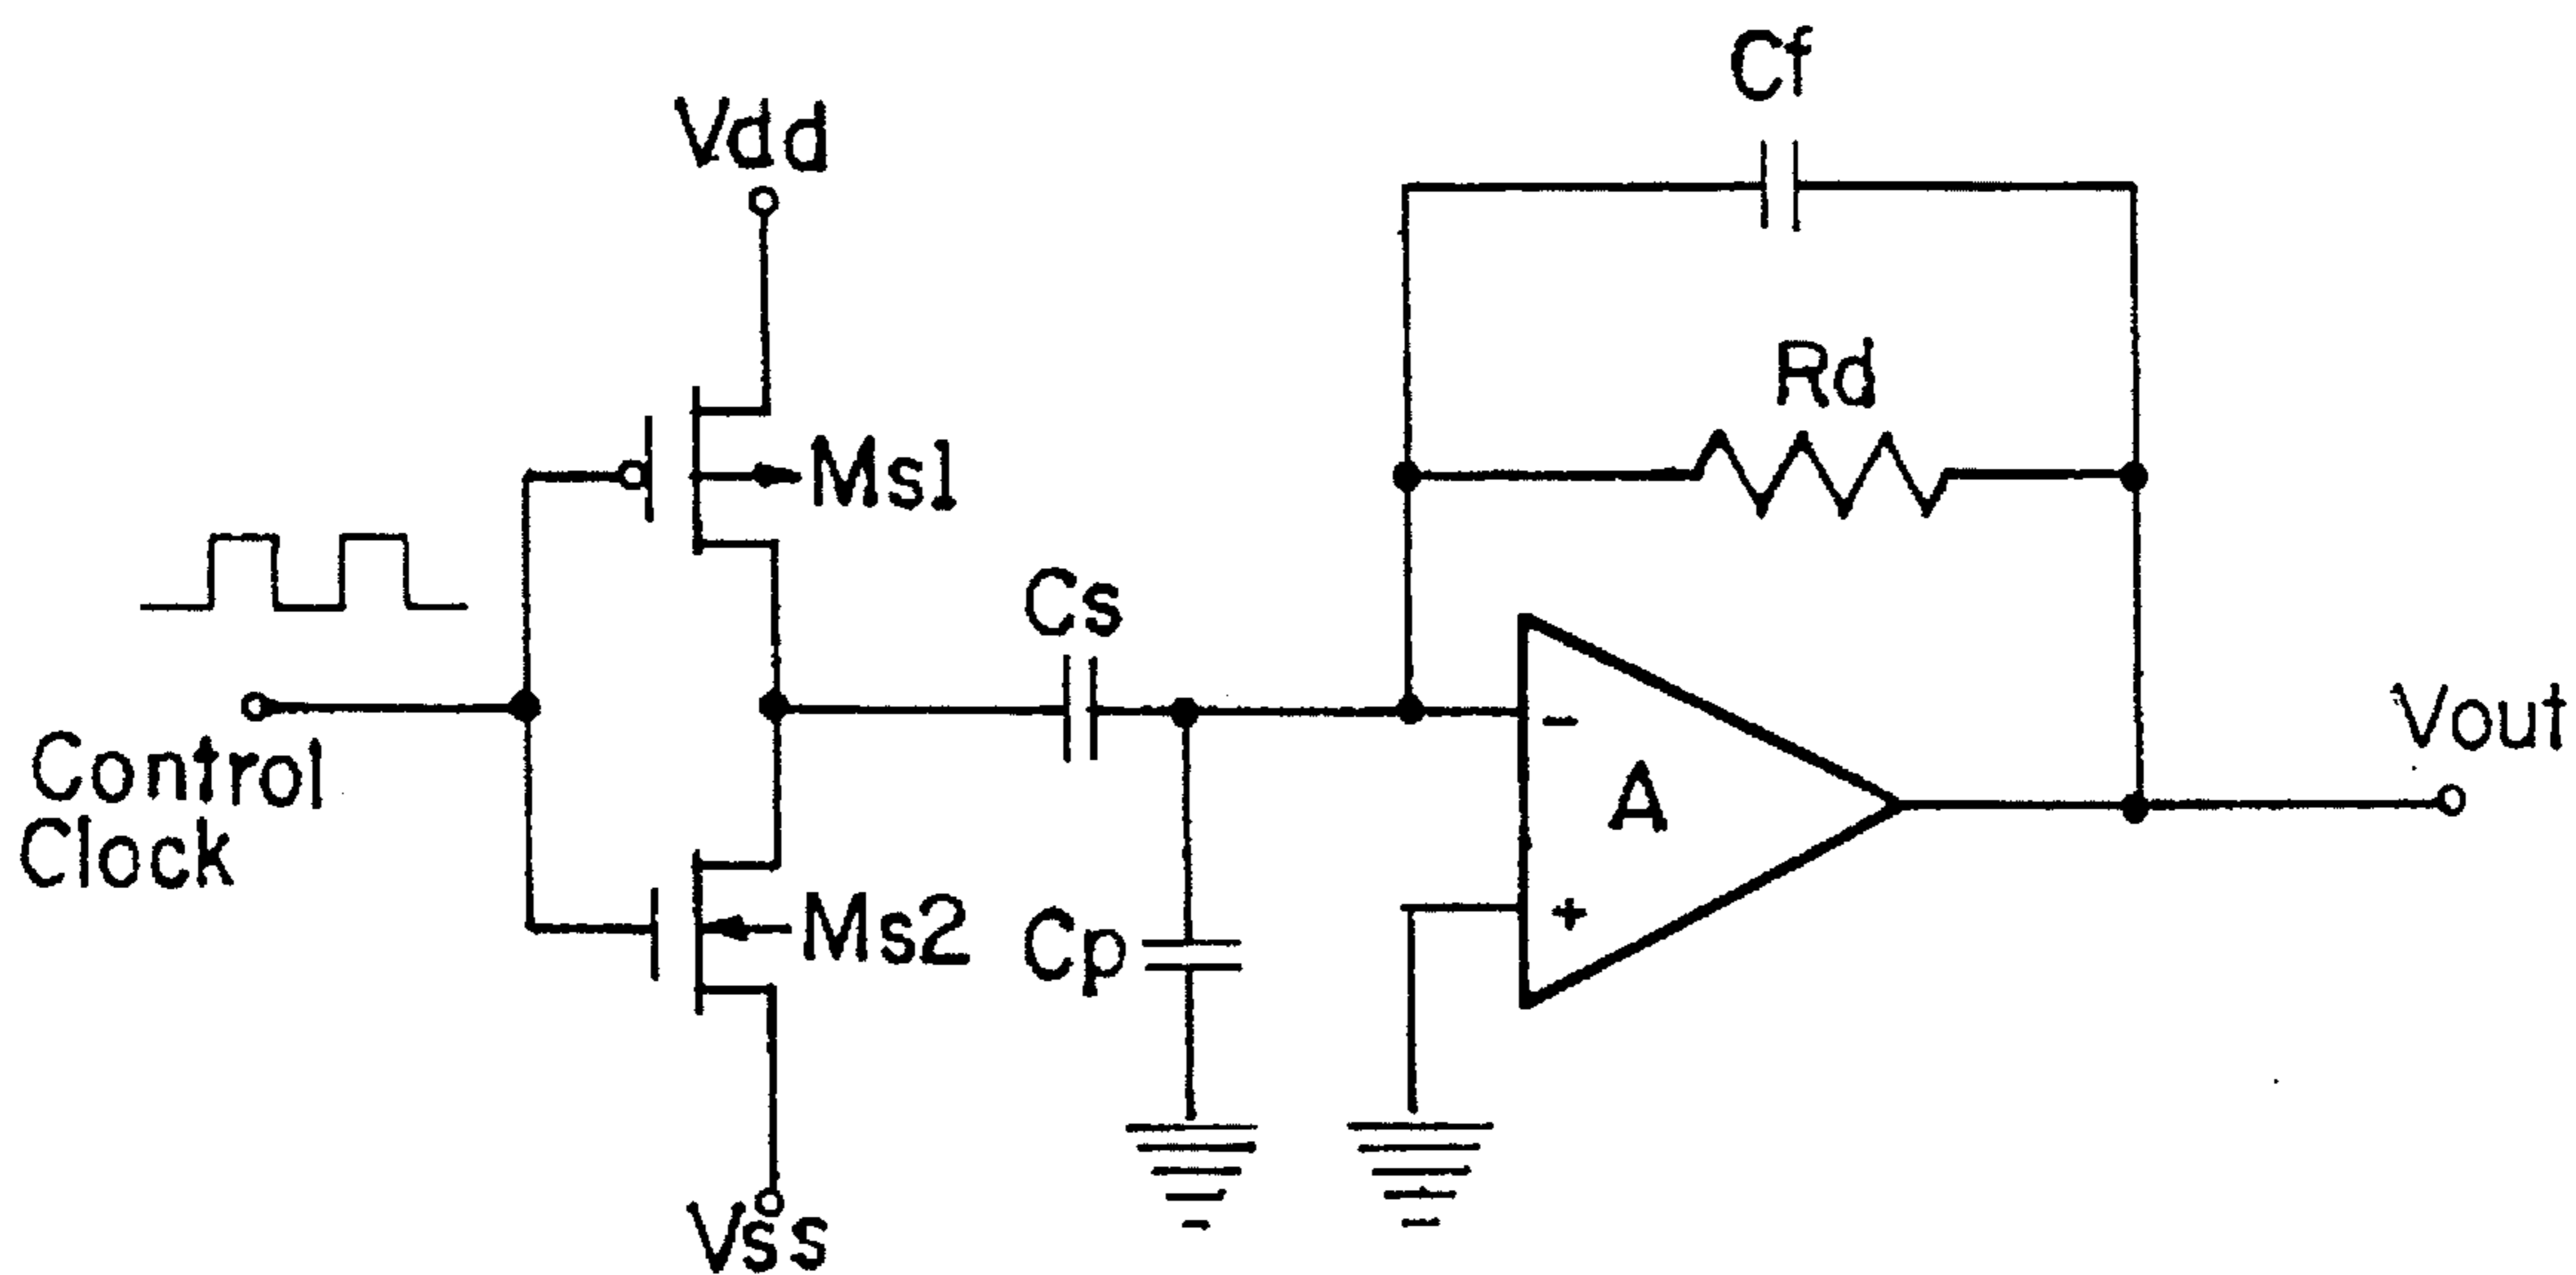 Cf
Vdd
Rd
Ms1
Cs
Vout
Control
Clock
-
A
Ms2
Cp
+
Vss